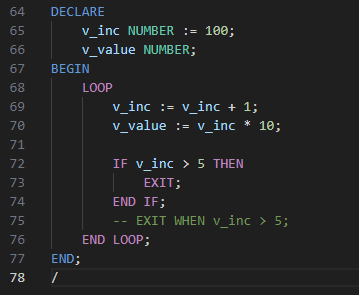 64 DECLARE
65     v_inc NUMBER := 100;
66     v_value NUMBER;
67 BEGIN
68     LOOP
69         v_inc := v_inc + 1;
70         v_value := v_inc * 10;
71
72         IF v_inc > 5 THEN
73             EXIT;
74         END IF;
75         -- EXIT WHEN v_inc > 5;
76     END LOOP;
77 END;
78 /